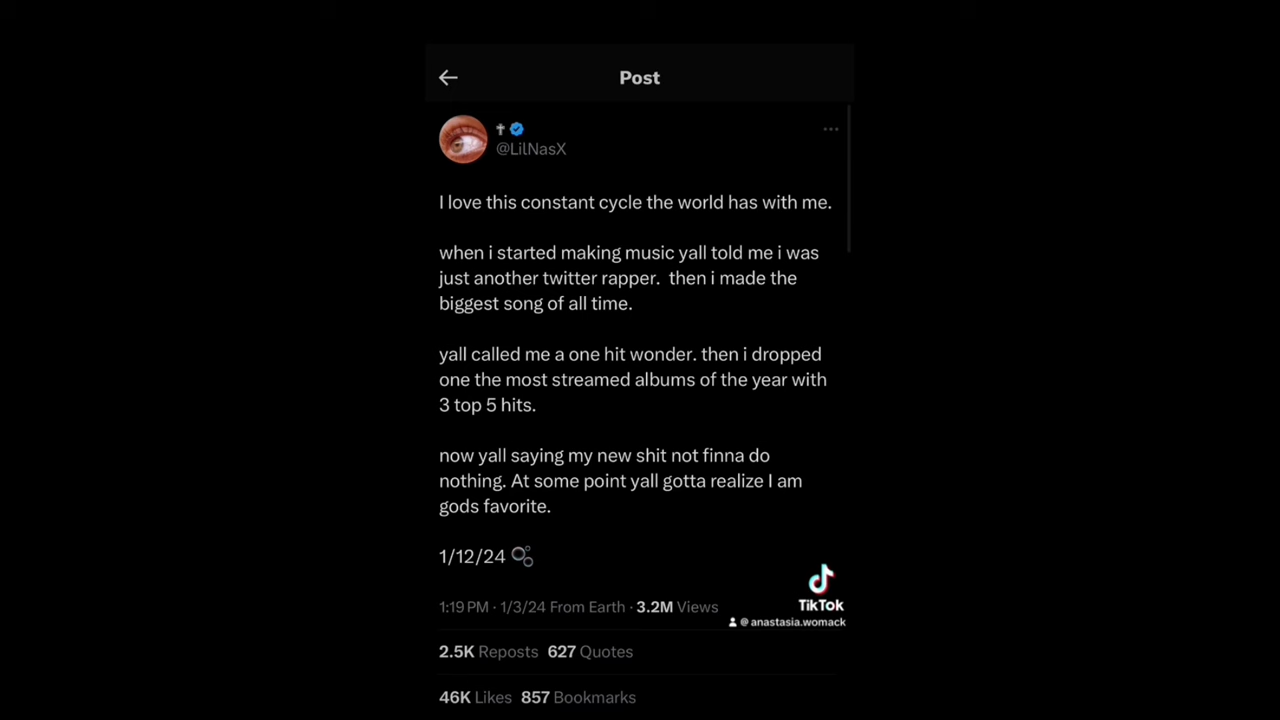 Post
✝
@LilNasX
I love this constant cycle the world has with me.
when i started making music yall told me i was
just another twitter rapper.  then i made the
biggest song of all time.
yall called me a one hit wonder. then i dropped
one the most streamed albums of the year with
3 top 5 hits.
now yall saying my new shit not finna do
nothing. At some point yall gotta realize I am
gods favorite.
1/12/24 🫧
1:19 PM · 1/3/24 From Earth · 3.2M Views
TikTok
@anastasia.womack
2.5K Reposts 627 Quotes
46K Likes 857 Bookmarks